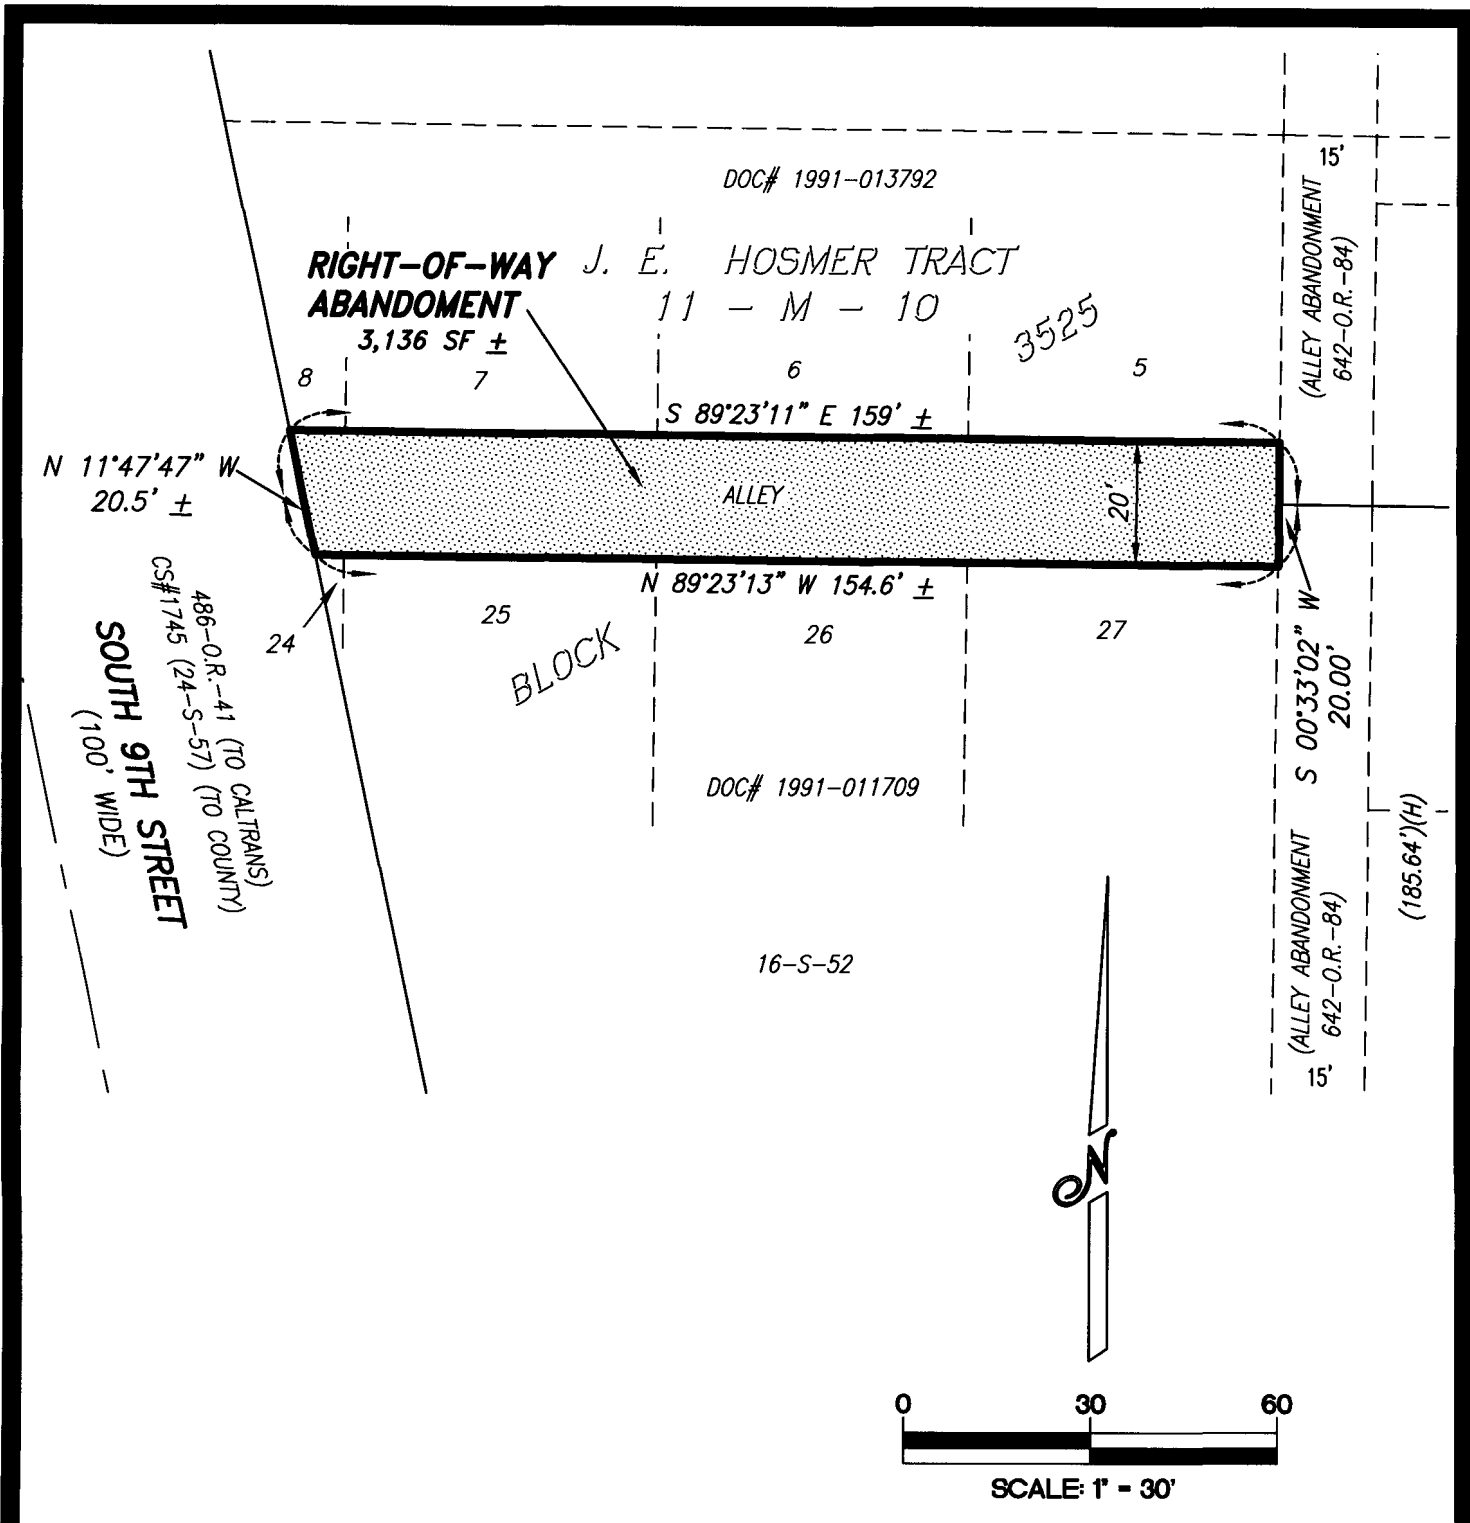 15'
DOC# 1991-013792
(ALLEY ABANDONMENT
642-O.R.-84)
J. E. HOSMER TRACT
11 - M - 10
RIGHT-OF-WAY
ABANDOMENT
3,136 SF ±
3525
8
7
6
5
S 89°23'11" E 159' ±
N 11°47'47" W
20.5' ±
ALLEY
20'
N 89°23'13" W 154.6' ±
S 00°33'02" W
20.00'
24
25
26
27
BLOCK
486-O.R.-41 (TO CALTRANS)
CS#1745 (24-S-57) (TO COUNTY)
SOUTH 9TH STREET
(100' WIDE)
DOC# 1991-011709
(185.64')(H)
(ALLEY ABANDONMENT
642-O.R.-84)
15'
16-S-52
N
0 30 60
SCALE: 1" = 30'